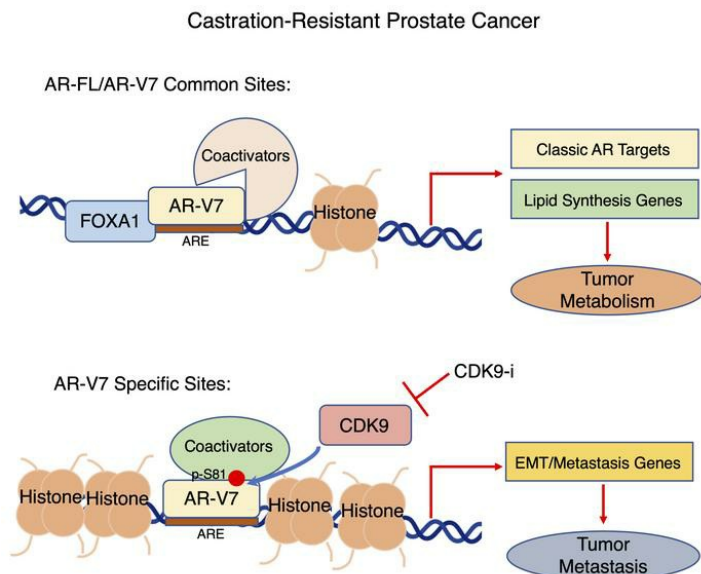 Castration-Resistant Prostate Cancer
AR-FL/AR-V7 Common Sites:
Coactivators
Classic AR Targets
FOXA1
AR-V7
Histone
Lipid Synthesis Genes
ARE
Tumor
Metabolism
AR-V7 Specific Sites:
CDK9-i
CDK9
Coactivators
p-S81
EMT/Metastasis Genes
Histone
Histone
AR-V7
Histone
Histone
ARE
Tumor
Metastasis